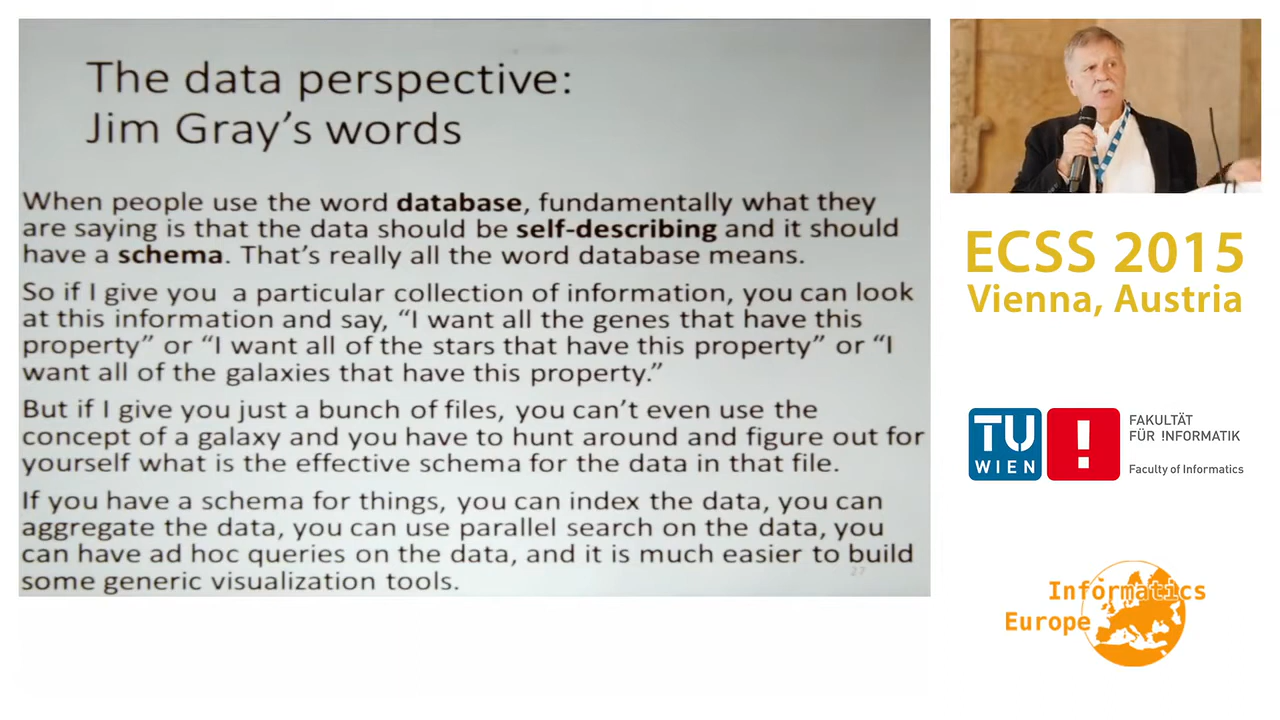 The data perspective:
Jim Gray’s words
When people use the word database, fundamentally what they
are saying is that the data should be self-describing and it should
have a schema. That’s really all the word database means.
So if I give you a particular collection of information, you can look
at this information and say, “I want all the genes that have this
property” or “I want all of the stars that have this property” or “I
want all of the galaxies that have this property.”
But if I give you just a bunch of files, you can’t even use the
concept of a galaxy and you have to hunt around and figure out for
yourself what is the effective schema for the data in that file.
If you have a schema for things, you can index the data, you can
aggregate the data, you can use parallel search on the data, you
can have ad hoc queries on the data, and it is much easier to build
some generic visualization tools.
27
ECSS 2015
Vienna, Austria
TU
WIEN
!
FAKULTÄT
FÜR !NFORMATIK
Faculty of Informatics
Informatics
Europe